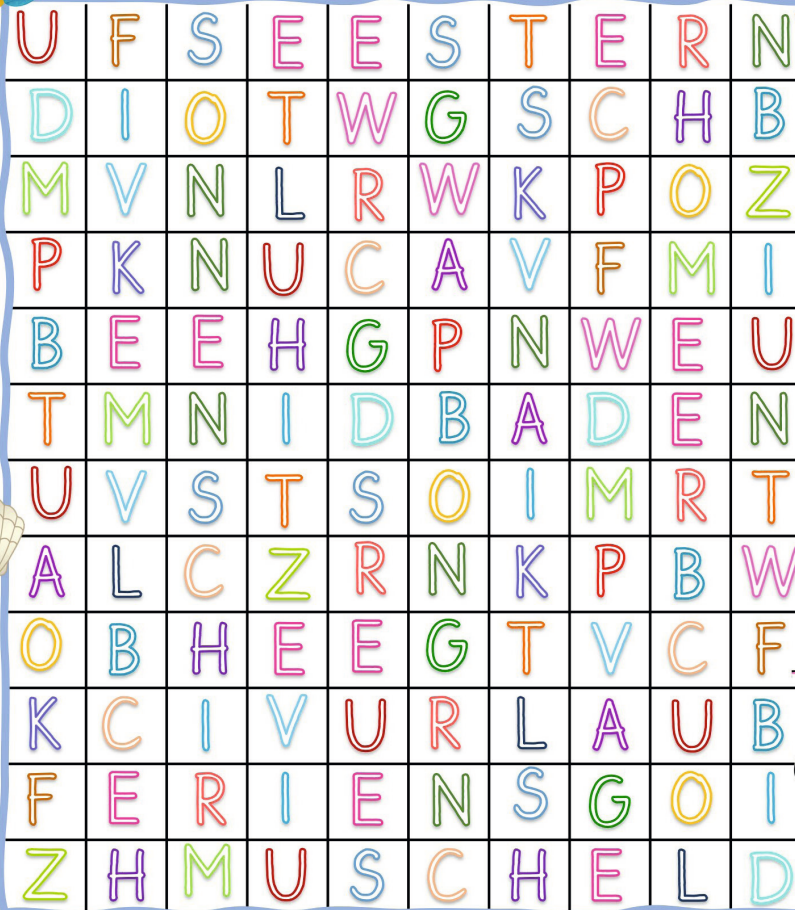 U F S E E S T E R N
D I O T W G S C H B
M V N L R W K P O Z
P K N U C A V F M I
B E E H G P N W E U
T M N I D B A D E N
U V S T S O I M R T
A L C Z R N K P B W
O B H E E G T V C F
K C I V U R L A U B
F E R I E N S G O I
Z H M U S C H E L D